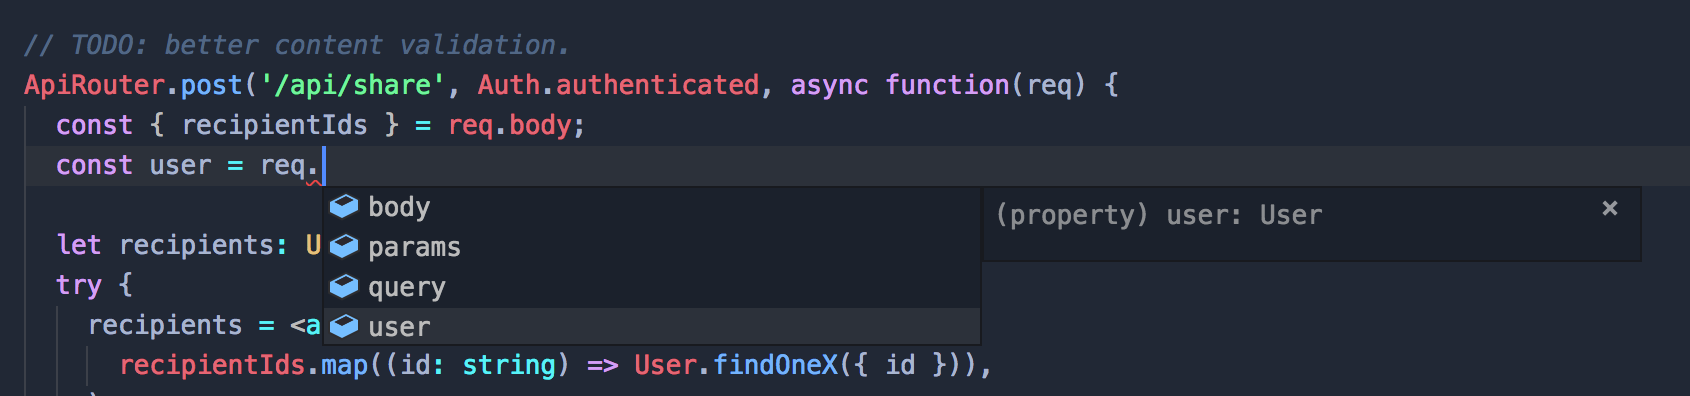 // TODO: better content validation.
ApiRouter.post('/api/share', Auth.authenticated, async function(req) {
const { recipientIds } = req.body;
const user = req.
body
(property) user: User ×
params
let recipients: U
query
try {
user
recipients = <a
recipientIds.map((id: string) => User.findOneX({ id })),